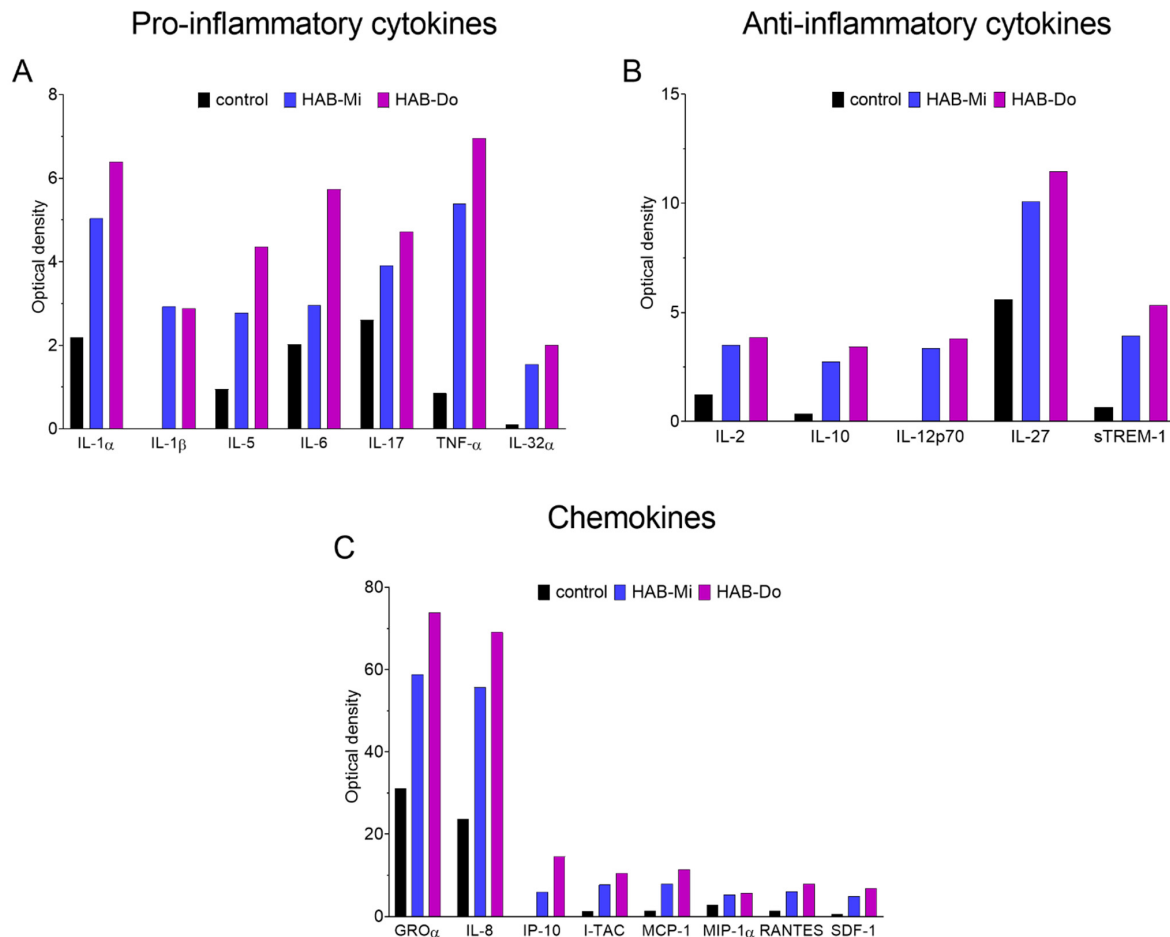 Pro-inflammatory cytokines
A
control HAB-Mi HAB-Do
8
6
4
2
0
Optical density
IL-1α IL-1β IL-5 IL-6 IL-17 TNF-α IL-32α
Anti-inflammatory cytokines
B
control HAB-Mi HAB-Do
15
10
5
0
Optical density
IL-2 IL-10 IL-12p70 IL-27 sTREM-1
Chemokines
C
control HAB-Mi HAB-Do
80
60
40
20
0
Optical density
GROα IL-8 IP-10 I-TAC MCP-1 MIP-1α RANTES SDF-1